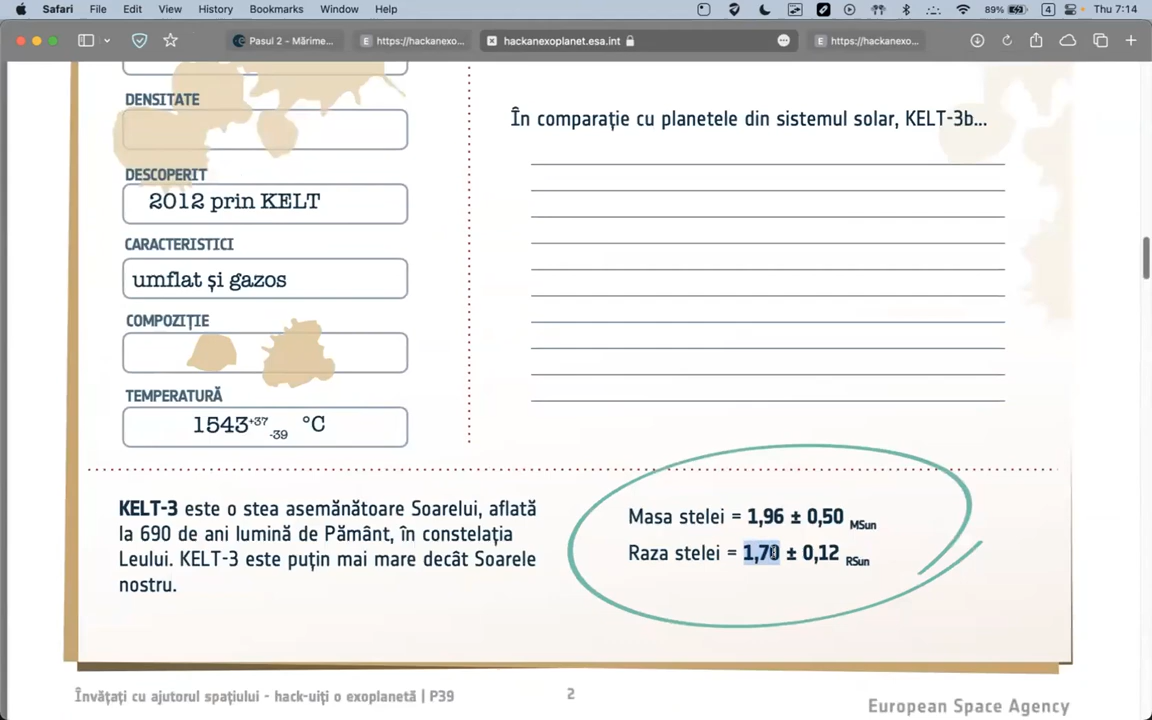 Safari File Edit View History Bookmarks Window Help 89% 4 Thu 7:14
Pasul 2 - Mărime... https://hackanexo... hackanexoplanet.esa.int https://hackanexo...
DENSITATE
DESCOPERIT
2012 prin KELT
CARACTERISTICI
umflat și gazos
COMPOZIȚIE
TEMPERATURĂ
1543+37 -39 °C
În comparație cu planetele din sistemul solar, KELT-3b...
KELT-3 este o stea asemănătoare Soarelui, aflată
la 690 de ani lumină de Pământ, în constelația
Leului. KELT-3 este puțin mai mare decât Soarele
nostru.
Masa stelei = 1,96 ± 0,50 MSun
Raza stelei = 1,70 ± 0,12 RSun
Învățați cu ajutorul spațiului - hack-uiți o exoplanetă | P39
2
European Space Agency